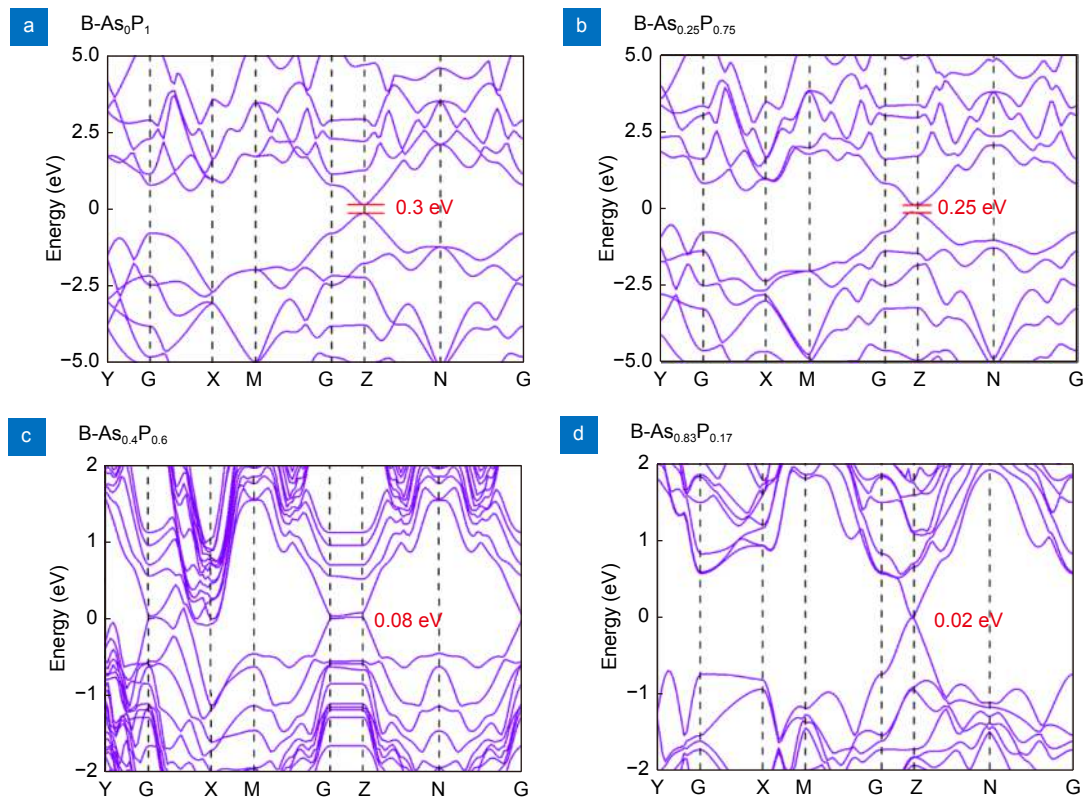 a
B-As₀P₁
5.0
2.5
0
−2.5
−5.0
Energy (eV)
0.3 eV
Y G X M G Z N G
b
B-As₀.₂₅P₀.₇₅
5.0
2.5
0
−2.5
−5.0
Energy (eV)
0.25 eV
Y G X M G Z N G
c
B-As₀.₄P₀.₆
2
1
0
−1
−2
Energy (eV)
0.08 eV
Y G X M G Z N G
d
B-As₀.₈₃P₀.₁₇
2
1
0
−1
−2
Energy (eV)
0.02 eV
Y G X M G Z N G